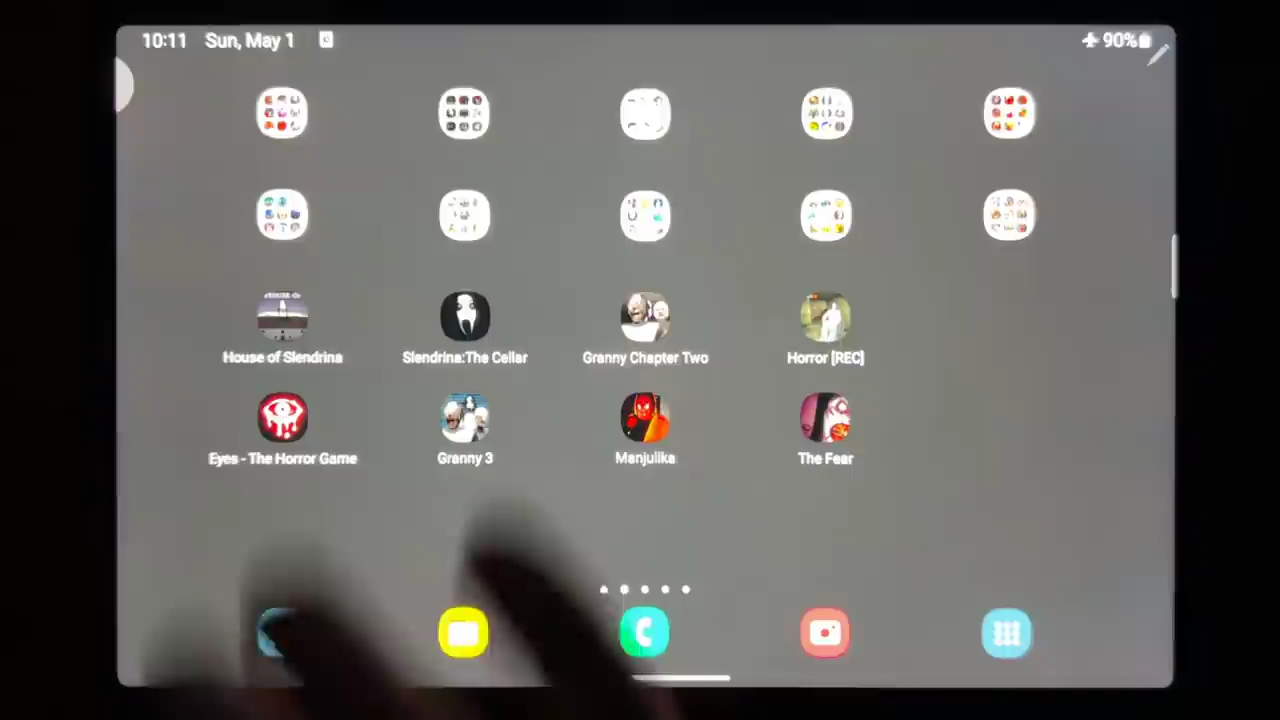 10:11 Sun, May 1 90%
House of Slendrina Slendrina:The Cellar Granny Chapter Two Horror [REC]
Eyes - The Horror Game Granny 3 Manjulika The Fear